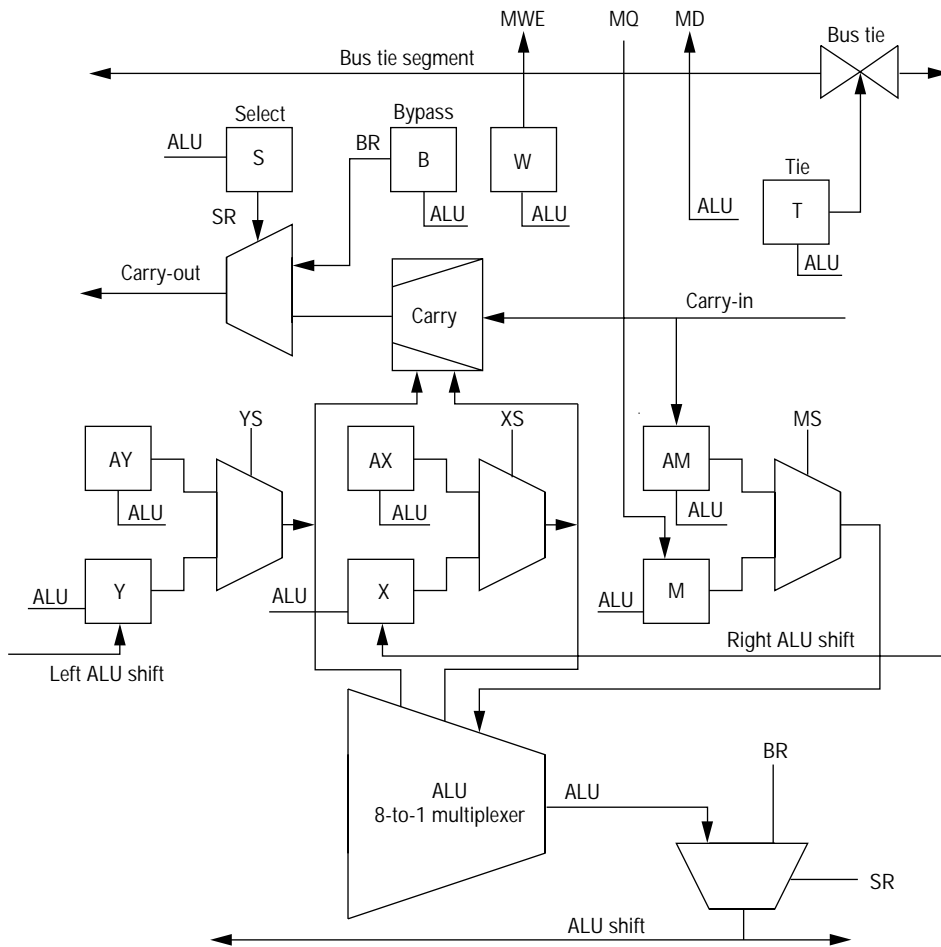 MWE
MQ
MD
Bus tie
Bus tie segment
Select
Bypass
ALU
S
BR
B
W
Tie
T
SR
ALU
ALU
ALU
ALU
Carry-out
Carry
Carry-in
YS
XS
MS
AY
AX
AM
ALU
ALU
ALU
ALU
Y
ALU
X
ALU
M
Left ALU shift
Right ALU shift
BR
ALU
8-to-1 multiplexer
ALU
SR
ALU shift